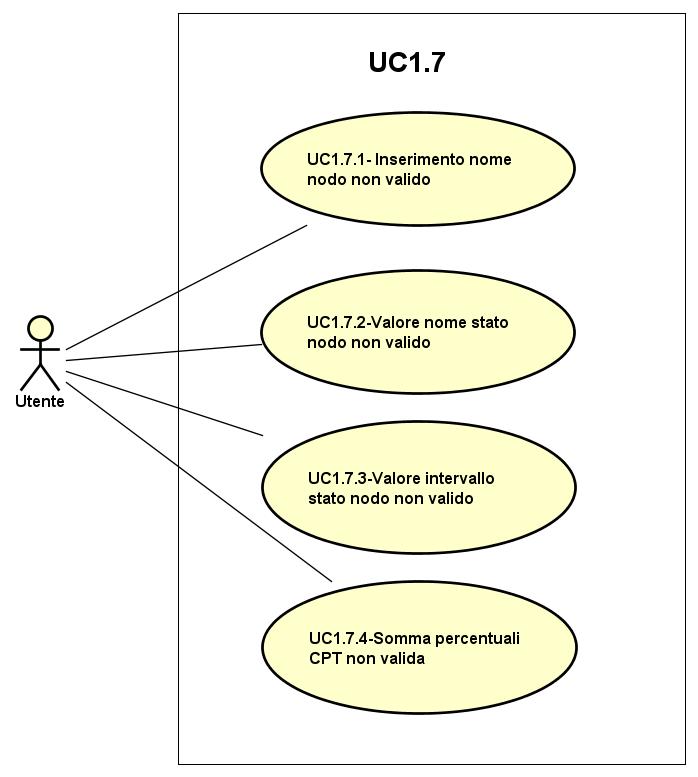 UC1.7
UC1.7.1- Inserimento nome
nodo non valido
UC1.7.2-Valore nome stato
nodo non valido
Utente
UC1.7.3-Valore intervallo
stato nodo non valido
UC1.7.4-Somma percentuali
CPT non valida